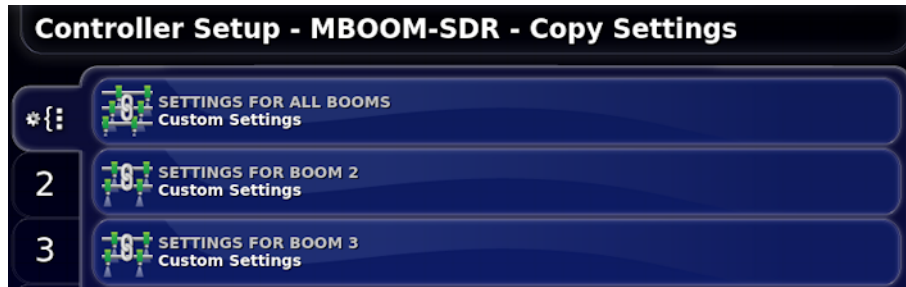 Controller Setup - MBOOM-SDR - Copy Settings
SETTINGS FOR ALL BOOMS
Custom Settings
2
SETTINGS FOR BOOM 2
Custom Settings
3
SETTINGS FOR BOOM 3
Custom Settings